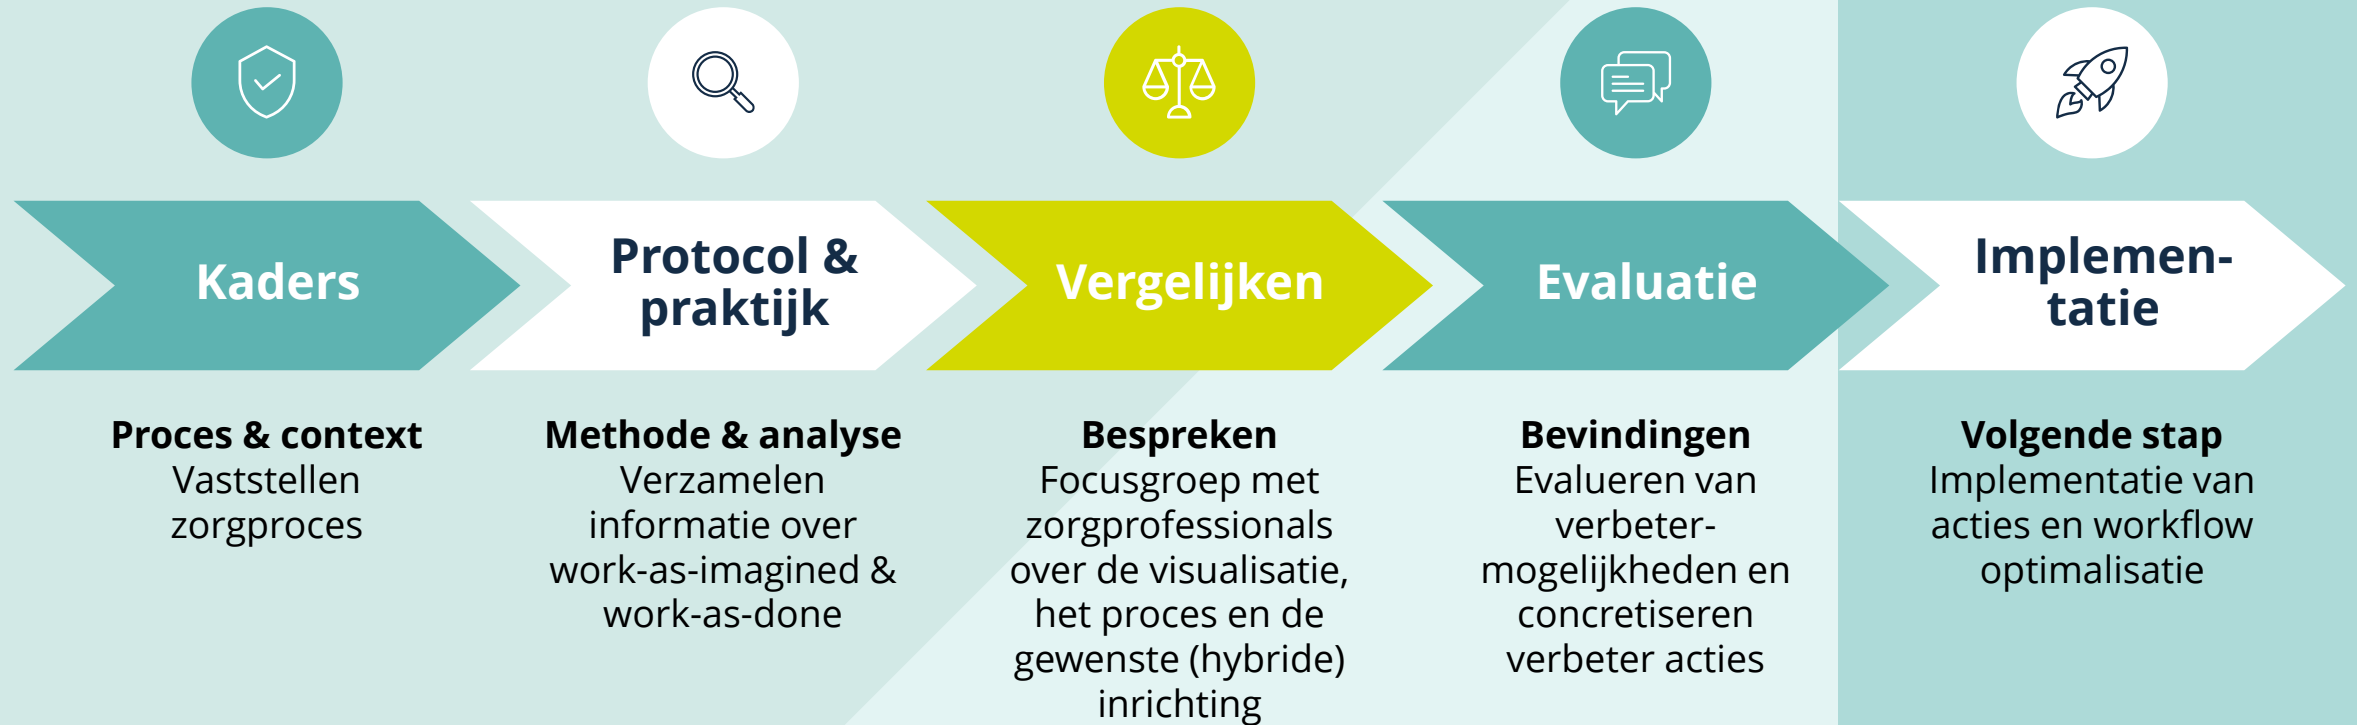 Kaders
Protocol &
praktijk
Vergelijken
Evaluatie
Implemen-
tatie
Proces & context
Vaststellen
zorgproces
Methode & analyse
Verzamelen
informatie over
work-as-imagined &
work-as-done
Bespreken
Focusgroep met
zorgprofessionals
over de visualisatie,
het proces en de
gewenste (hybride)
inrichting
Bevindingen
Evalueren van
verbeter-
mogelijkheden en
concretiseren
verbeter acties
Volgende stap
Implementatie van
acties en workflow
optimalisatie